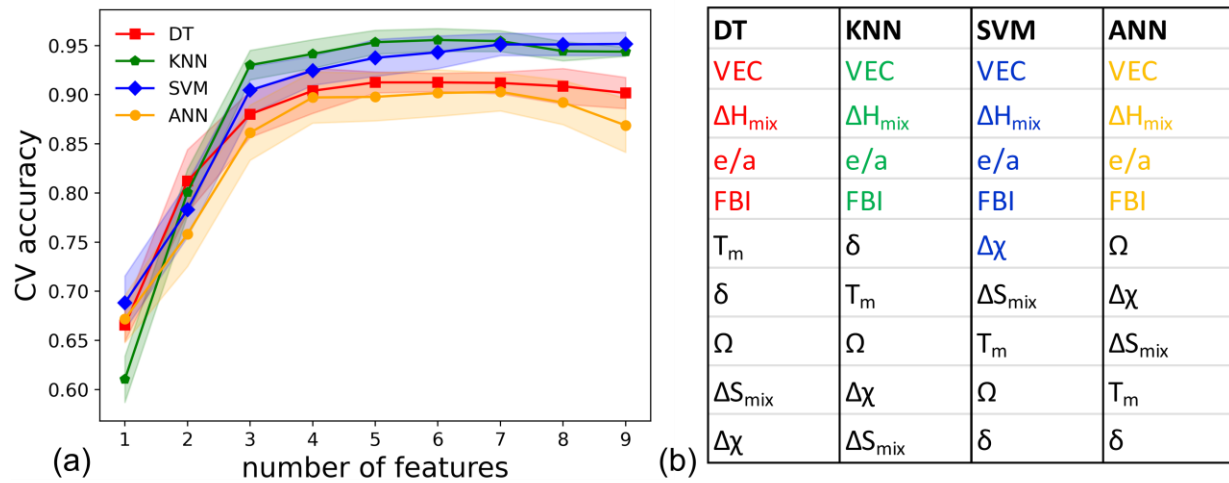 DT
KNN
SVM
ANN
0.95
0.90
0.85
0.80
0.75
0.70
0.65
0.60
CV accuracy
1 2 3 4 5 6 7 8 9
number of features
(a)
(b)
DT KNN SVM ANN
VEC VEC VEC VEC
ΔHmix ΔHmix ΔHmix ΔHmix
e/a e/a e/a e/a
FBI FBI FBI FBI
Tm δ Δχ Ω
δ Tm ΔSmix Δχ
Ω Ω Tm ΔSmix
ΔSmix Δχ Ω Tm
Δχ ΔSmix δ δ